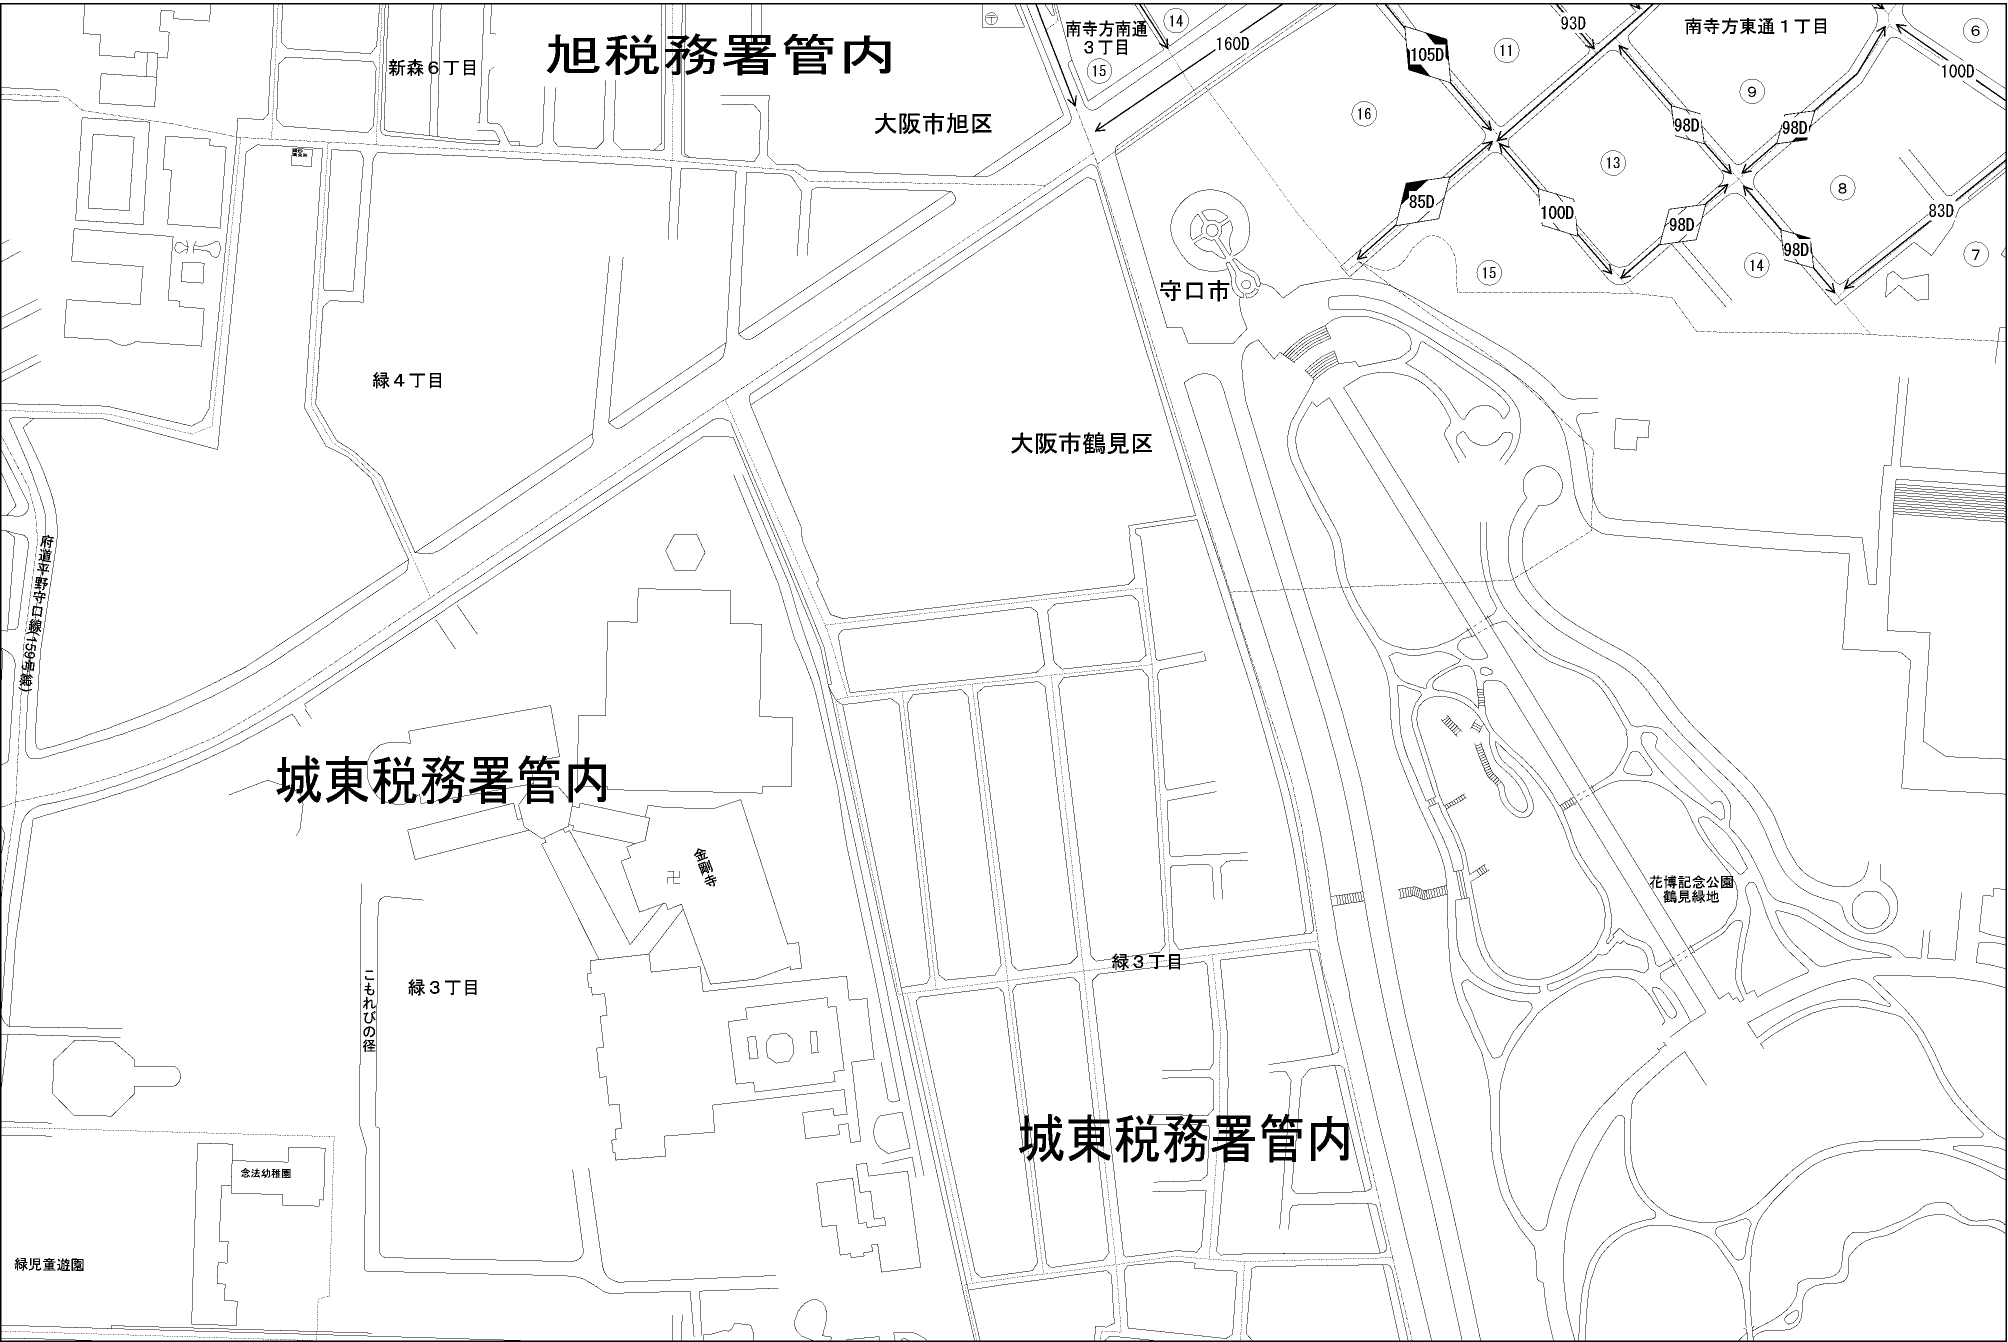 旭税務署管内
新森６丁目
大阪市旭区
南寺方南通
３丁目
14
15
160D
93D
105D
11
南寺方東通１丁目
6
100D
9
16
98D
98D
13
8
85D
100D
98D
83D
98D
14
7
15
守口市
緑４丁目
大阪市鶴見区
府道平野守口線(159号線)
城東税務署管内
金剛寺
卍
花博記念公園
鶴見緑地
緑３丁目
緑３丁目
こもれびの径
城東税務署管内
念法幼稚園
緑児童遊園